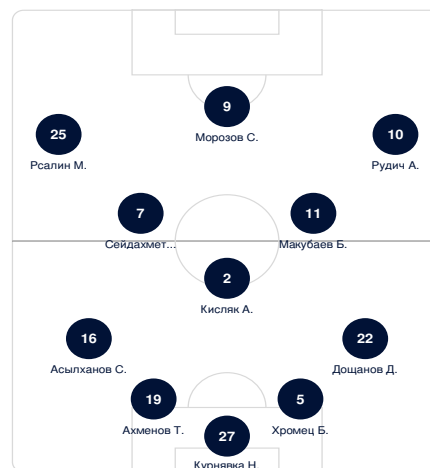 9
Морозов С.
25
Рсалин М.
10
Рудич А.
7
Сейдахмет...
11
Макубаев Б.
2
Кисляк А.
16
Асылханов С.
22
Дощанов Д.
19
Ахменов Т.
5
Хромец Б.
27
Курнявка Н.